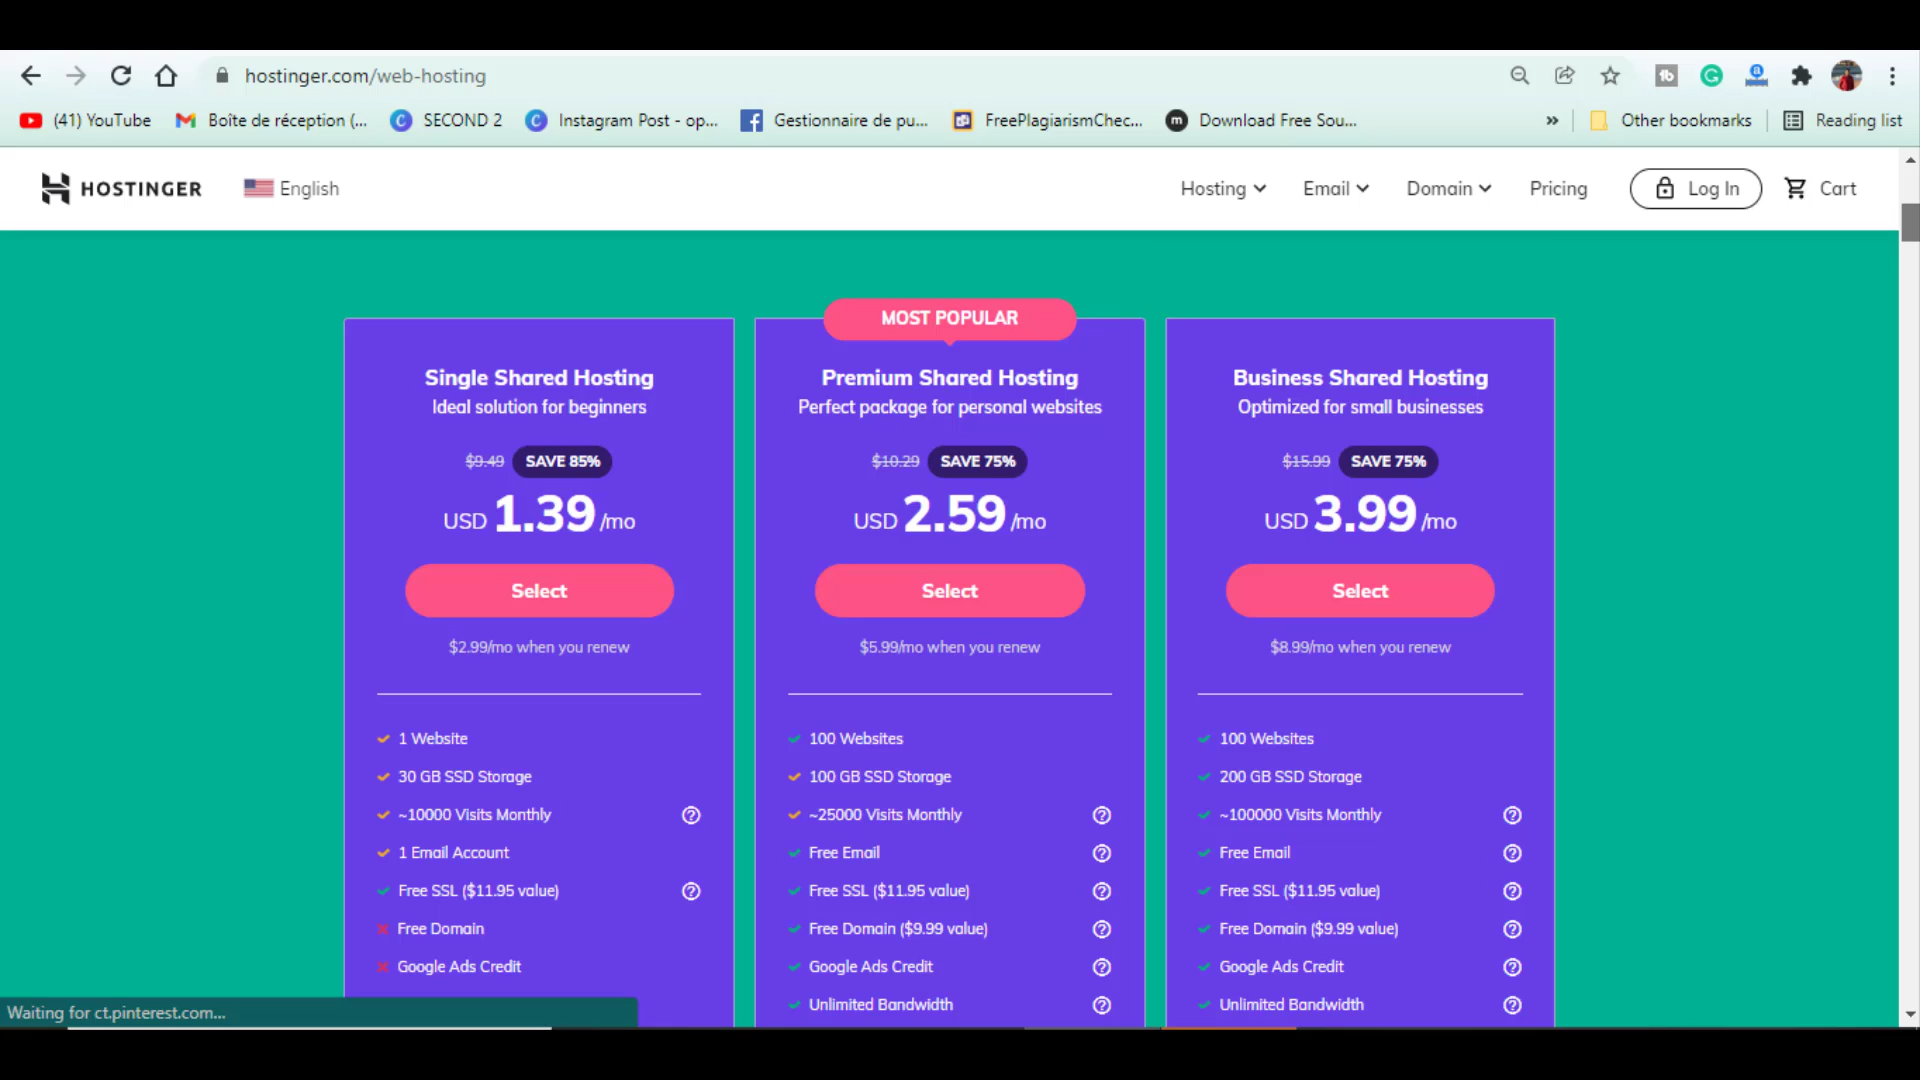 hostinger.com/web-hosting
(41) YouTube
Boîte de réception (...
SECOND 2
Instagram Post - op...
Gestionnaire de pu...
FreePlagiarismChec...
Download Free Sou...
»
Other bookmarks
Reading list
HOSTINGER
English
Hosting
Email
Domain
Pricing
Log In
Cart
MOST POPULAR
Single Shared Hosting
Ideal solution for beginners
$9.49 SAVE 85%
USD 1.39 /mo
Select
$2.99/mo when you renew
1 Website
30 GB SSD Storage
~10000 Visits Monthly
1 Email Account
Free SSL ($11.95 value)
Free Domain
Google Ads Credit
Premium Shared Hosting
Perfect package for personal websites
$10.29 SAVE 75%
USD 2.59 /mo
Select
$5.99/mo when you renew
100 Websites
100 GB SSD Storage
~25000 Visits Monthly
Free Email
Free SSL ($11.95 value)
Free Domain ($9.99 value)
Google Ads Credit
Unlimited Bandwidth
Business Shared Hosting
Optimized for small businesses
$15.99 SAVE 75%
USD 3.99 /mo
Select
$8.99/mo when you renew
100 Websites
200 GB SSD Storage
~100000 Visits Monthly
Free Email
Free SSL ($11.95 value)
Free Domain ($9.99 value)
Google Ads Credit
Unlimited Bandwidth
Waiting for ct.pinterest.com...